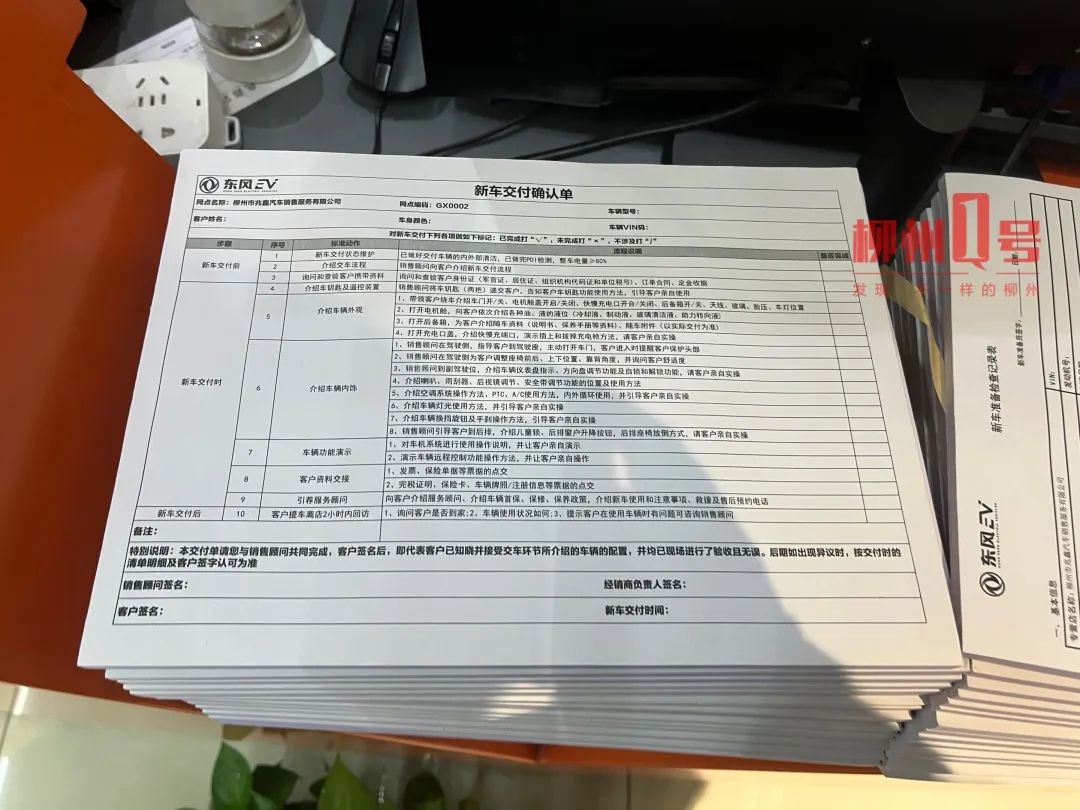 东风EV
新车交付确认单
网点名称：柳州市兆鑫汽车销售服务有限公司 网点编码：GX0002 车辆型号：
客户姓名： 车身颜色： 车辆VIN码：
对新车交付下列各项做如下标记：已完成打“√”，未完成打“×”，不涉及打“/”
步骤 序号 标准动作 流程说明 是否完成
新车交付前 1 新车交付状态维护 已做好交付车辆的内外部清洁，已做完PDI检测，整车电量≥60%
2 介绍交车流程 销售顾问向客户介绍新车交付流程
3 询问和查验客户携带资料 询问和查验客户身份证（军官证、居住证、组织机构代码证和单位税号）、订单合同、定金收据
新车交付时 4 介绍车钥匙及遥控装置 销售顾问将车钥匙（两把）递交客户，告知客户车钥匙功能使用方法，引导客户亲自使用
5 介绍车辆外观 1、带领客户绕车介绍车门开/关、电机舱盖开启/关闭、快慢充电口开合/关闭、后备箱开/关、天线、玻璃、胎压、车灯位置
2、打开电机舱，向客户依次介绍各种油、液的液位（冷却液、制动液、玻璃清洁液、助力转向液）
3、打开后备箱，为客户介绍随车资料（说明书、保养手册等资料）、随车附件（以实际交付为准）
4、打开充电口盖，介绍快慢充端口，演示插上和拔掉充电枪方法，请客户亲自实操
6 介绍车辆内饰 1、销售顾问在驾驶侧，指导客户到驾驶座，主动打开车门，客户进入时提醒客户保护头部
2、销售顾问在驾驶侧为客户调整座椅前后、上下位置、靠背角度，并询问客户舒适度
3、销售顾问到副驾驶位，介绍车辆仪表盘指示、方向盘调节功能及自锁和解锁功能，请客户亲自实操
4、介绍喇叭、雨刮器、后视镜调节、安全带调节功能的位置及使用方法
5、介绍空调系统操作方法、PTC、A/C使用方法，内外循环使用，并引导客户亲自实操
6、介绍车辆灯光使用方法，并引导客户亲自实操
7、介绍车辆换挡旋钮及手刹操作方法，引导客户亲自实操
8、销售顾问引导客户到后排，介绍儿童锁、后排窗户升降按钮，后排座椅放倒方式，请客户亲自实操
7 车辆功能演示 1、对车机系统进行使用操作说明，并让客户亲自演示
2、演示车辆远程控制功能操作方法，并让客户亲自操作
8 客户资料交接 1、发票、保险单据等票据的点交
2、完税证明、保险卡、车辆牌照/注册信息等票据的点交
9 引荐服务顾问 向客户介绍服务顾问、介绍车辆首保、保修、保养政策，介绍新车使用和注意事项、救援及售后预约电话
新车交付后 10 客户提车离店2小时内回访 1、询问客户是否到家;2、车辆使用状况如何;3、提示客户在使用车辆时有问题可咨询销售顾问
备注：
特别说明：本交付单请您与销售顾问共同完成，客户签名后，即代表客户已知晓并接受交车环节所介绍的车辆的配置，并均已现场进行了验收且无误。后期如出现异议时，按交付时的
清单明细及客户签字认可为准
销售顾问签名： 经销商负责人签名：
客户签名： 新车交付时间：
柳州Q号
发现 一样的柳州
东风EV
新车准备检查记录表
新车准备员签字：
日期：
一、基本信息
专营店名称：柳州市兆鑫汽车销售服务有限公司
VIN：
发动机号：